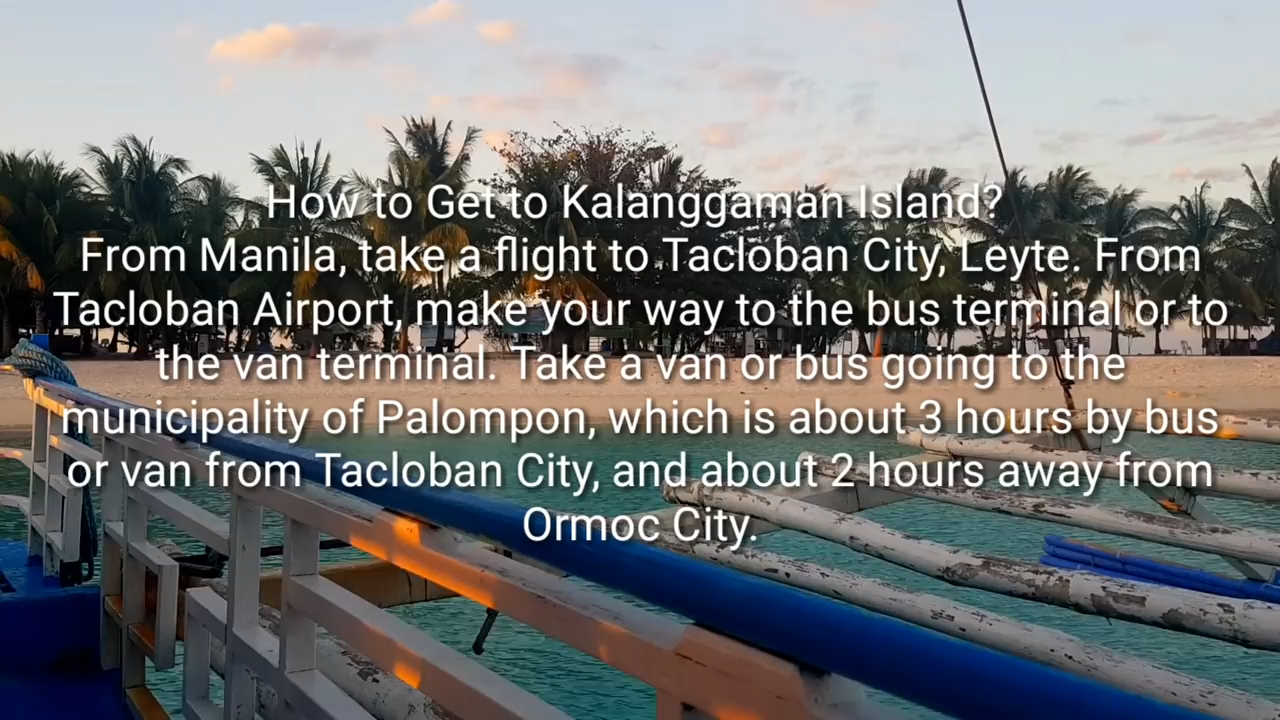 How to Get to Kalanggaman Island?
From Manila, take a flight to Tacloban City, Leyte. From
Tacloban Airport, make your way to the bus terminal or to
the van terminal. Take a van or bus going to the
municipality of Palompon, which is about 3 hours by bus
or van from Tacloban City, and about 2 hours away from
Ormoc City.